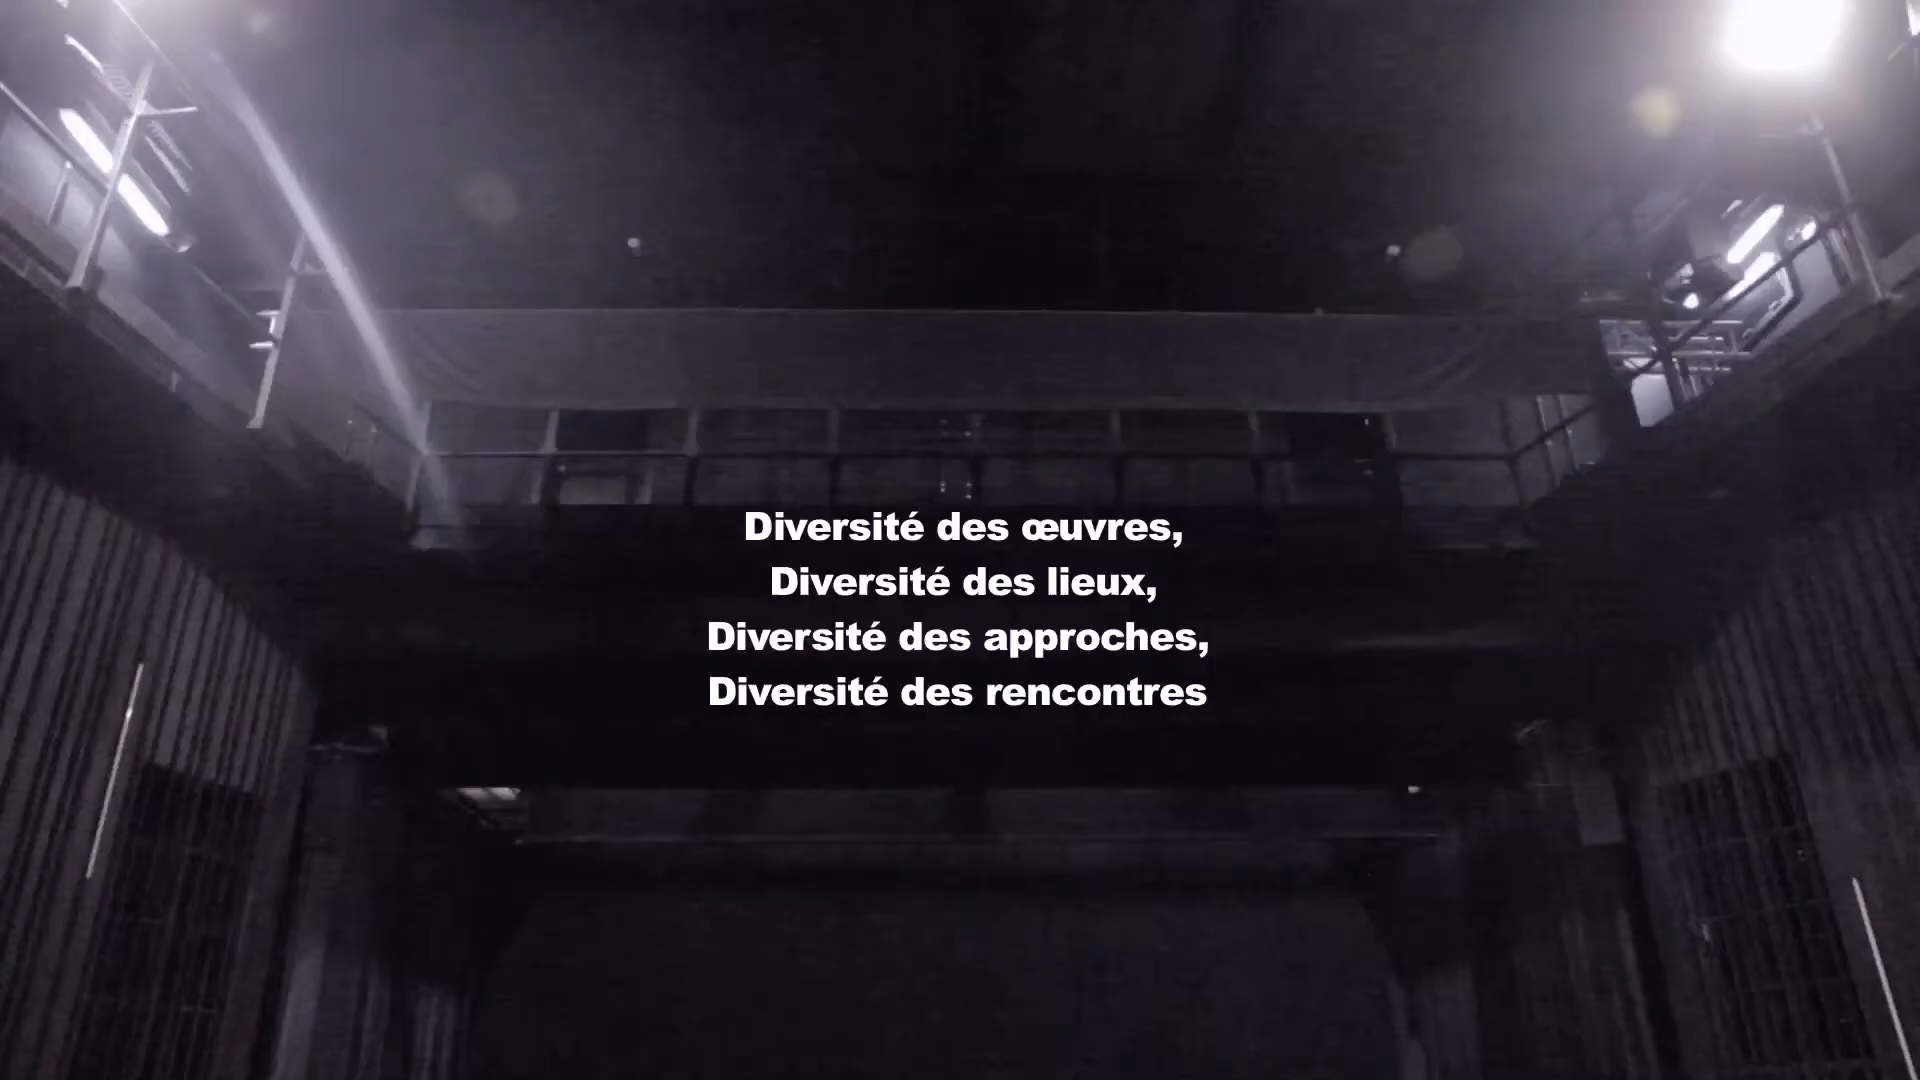 Diversité des œuvres,
Diversité des lieux,
Diversité des approches,
Diversité des rencontres